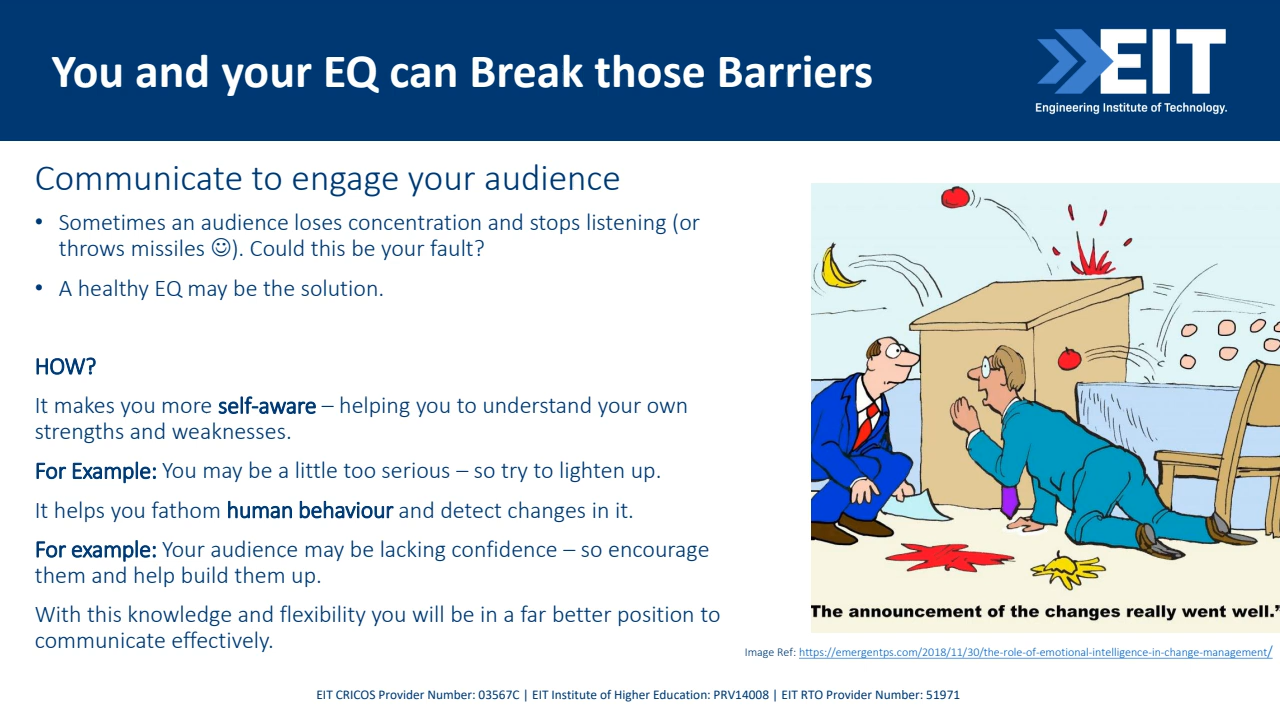 You and your EQ can Break those Barriers
EIT
Engineering Institute of Technology.
Communicate to engage your audience
• Sometimes an audience loses concentration and stops listening (or
throws missiles ☺). Could this be your fault?
• A healthy EQ may be the solution.
HOW?
It makes you more self-aware – helping you to understand your own
strengths and weaknesses.
For Example: You may be a little too serious – so try to lighten up.
It helps you fathom human behaviour and detect changes in it.
For example: Your audience may be lacking confidence – so encourage
them and help build them up.
With this knowledge and flexibility you will be in a far better position to
communicate effectively.
The announcement of the changes really went well."
Image Ref: https://emergentps.com/2018/11/30/the-role-of-emotional-intelligence-in-change-management/
EIT CRICOS Provider Number: 03567C | EIT Institute of Higher Education: PRV14008 | EIT RTO Provider Number: 51971